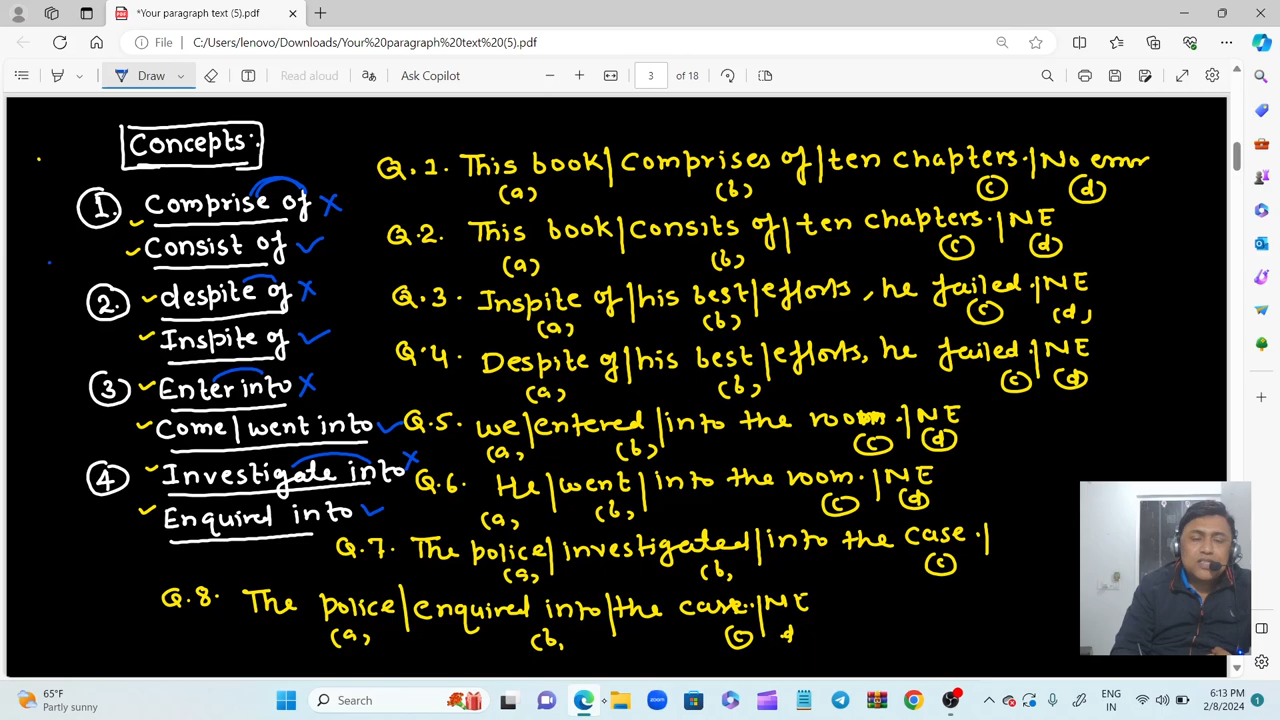 *Your paragraph text (5).pdf
File C:/Users/lenovo/Downloads/Your%20paragraph%20text%20(5).pdf
Draw Read aloud Ask Copilot 3 of 18
Concepts:
1. Comprise of ×
✓ Consist of ✓
2. ✓ despite of ×
✓ Inspite of ✓
3 ✓ Enter into ×
✓ Come/went into ✓
4 ✓ Investigate into ×
✓ Enquired into ✓
Q.1. This book/ Comprises of/ ten chapters./ No error
(a) (b) (c) (d)
Q.2. This book/ Consits of/ ten chapters./ NE
(a) (b) (c) (d)
Q.3. Inspite of/ his best/ efforts, he failed./ NE
(a) (b) (c) (d)
Q.4. Despite of/ his best/ efforts, he failed./ NE
(a) (b) (c) (d)
Q.5. we/ entered/ into the room./ NE
(a) (b) (c) (d)
Q.6. He/ went/ into the room./ NE
(a) (b) (c) (d)
Q.7. The police/ investigated/ into the case./
(a) (b) (c)
Q.8. The police/ enquired into/ the case./ NE
(a) (b) (c) d
65°F
Partly sunny
Search
zoom
ENG
IN
6:13 PM
2/8/2024